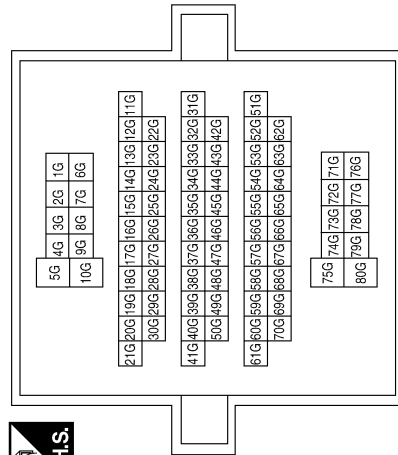 5G 4G 3G 2G 1G
10G 9G 8G 7G 6G
21G 20G 19G 18G 17G 16G 15G 14G 13G 12G 11G
30G 29G 28G 27G 26G 25G 24G 23G 22G
41G 40G 39G 38G 37G 36G 35G 34G 33G 32G 31G
50G 49G 48G 47G 46G 45G 44G 43G 42G
61G 60G 59G 58G 57G 56G 55G 54G 53G 52G 51G
70G 69G 68G 67G 66G 65G 64G 63G 62G
75G 74G 73G 72G 71G
80G 79G 78G 77G 76G
H.S.